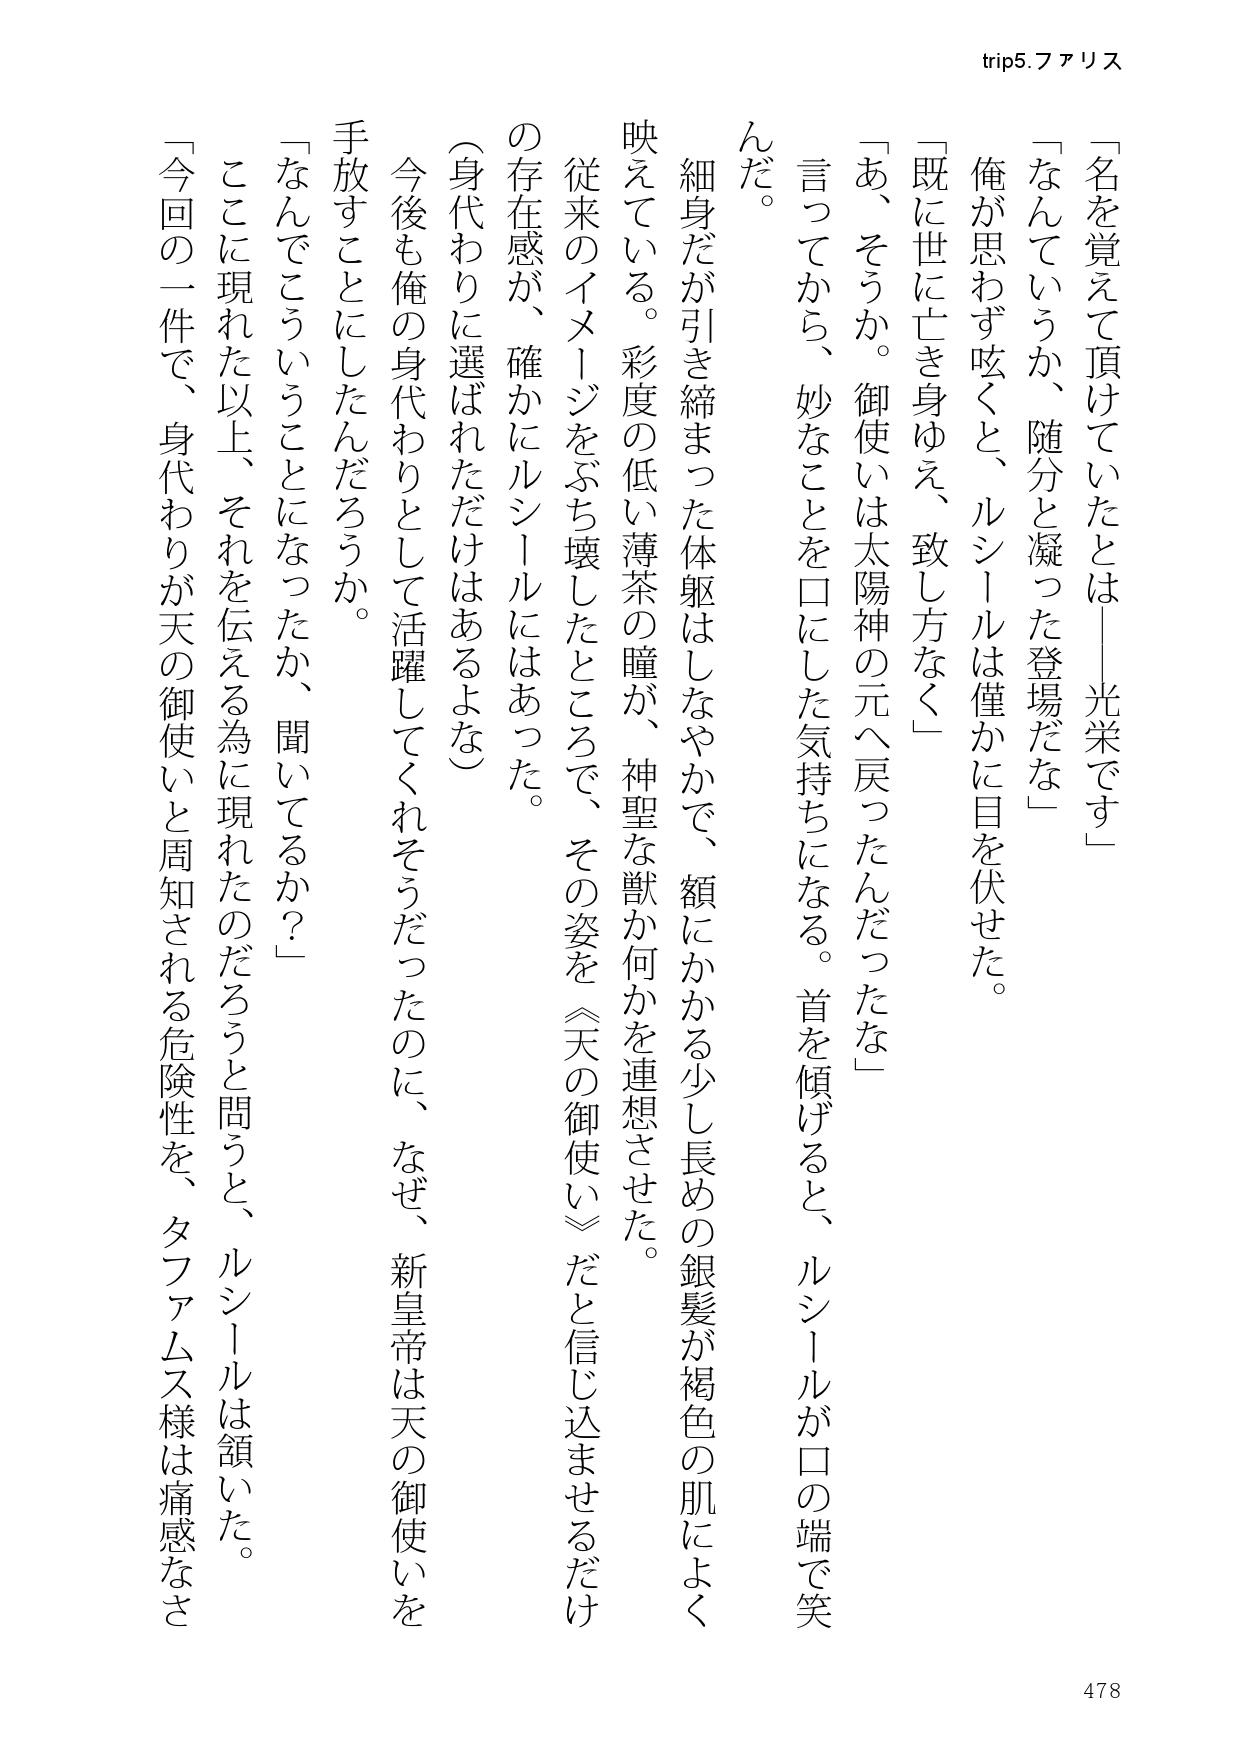 trip5.ファリス
「名を覚えて頂けていたとは――光栄です」
「なんていうか、随分と凝った登場だな」
俺が思わず呟くと、ルシールは僅かに目を伏せた。
「既に世に亡き身ゆえ、致し方なく」
「あ、そうか。御使いは太陽神の元へ戻ったんだったな」
言ってから、妙なことを口にした気持ちになる。首を傾げると、ルシールが口の端で笑
んだ。
細身だが引き締まった体躯はしなやかで、額にかかる少し長めの銀髪が褐色の肌によく
映えている。彩度の低い薄茶の瞳が、神聖な獣か何かを連想させた。
従来のイメージをぶち壊したところで、その姿を《天の御使い》だと信じ込ませるだけ
の存在感が、確かにルシールにはあった。
（身代わりに選ばれただけはあるよな）
今後も俺の身代わりとして活躍してくれそうだったのに、なぜ、新皇帝は天の御使いを
手放すことにしたんだろうか。
「なんでこういうことになったか、聞いてるか？」
ここに現れた以上、それを伝える為に現れたのだろうと問うと、ルシールは頷いた。
「今回の一件で、身代わりが天の御使いと周知される危険性を、タファムス様は痛感なさ
478